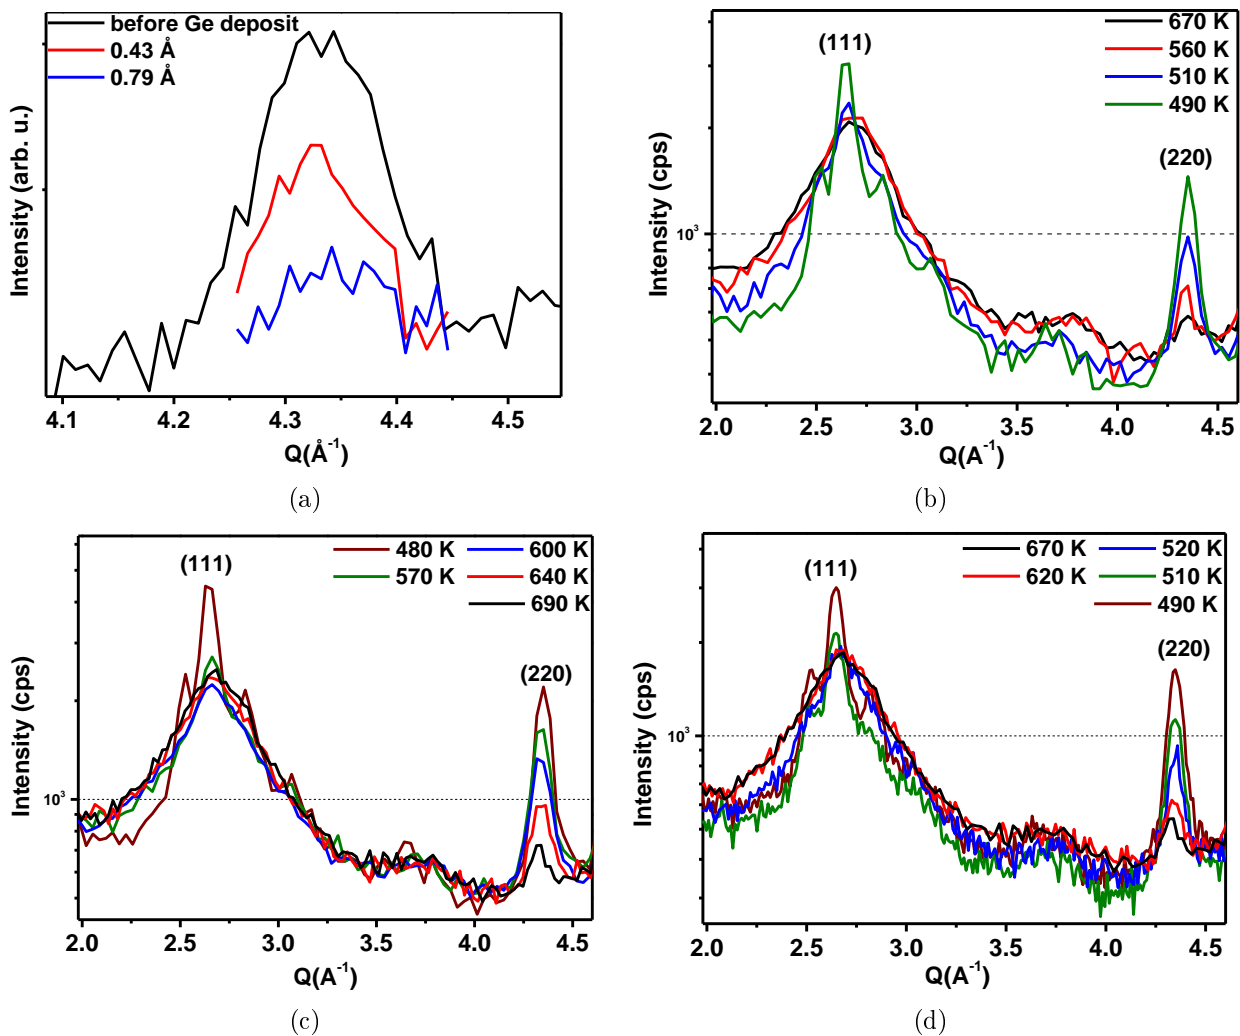 before Ge deposit
0.43 Å
0.79 Å
Intensity (arb. u.)
4.1 4.2 4.3 4.4 4.5
Q(Å⁻¹)
(a)
670 K
560 K
510 K
490 K
(111)
(220)
Intensity (cps)
10³
2.0 2.5 3.0 3.5 4.0 4.5
Q(A⁻¹)
(b)
480 K 600 K
570 K 640 K
690 K
(111)
(220)
Intensity (cps)
10³
2.0 2.5 3.0 3.5 4.0 4.5
Q(A⁻¹)
(c)
670 K 520 K
620 K 510 K
490 K
(111)
(220)
Intensity (cps)
10³
2.0 2.5 3.0 3.5 4.0 4.5
Q(A⁻¹)
(d)